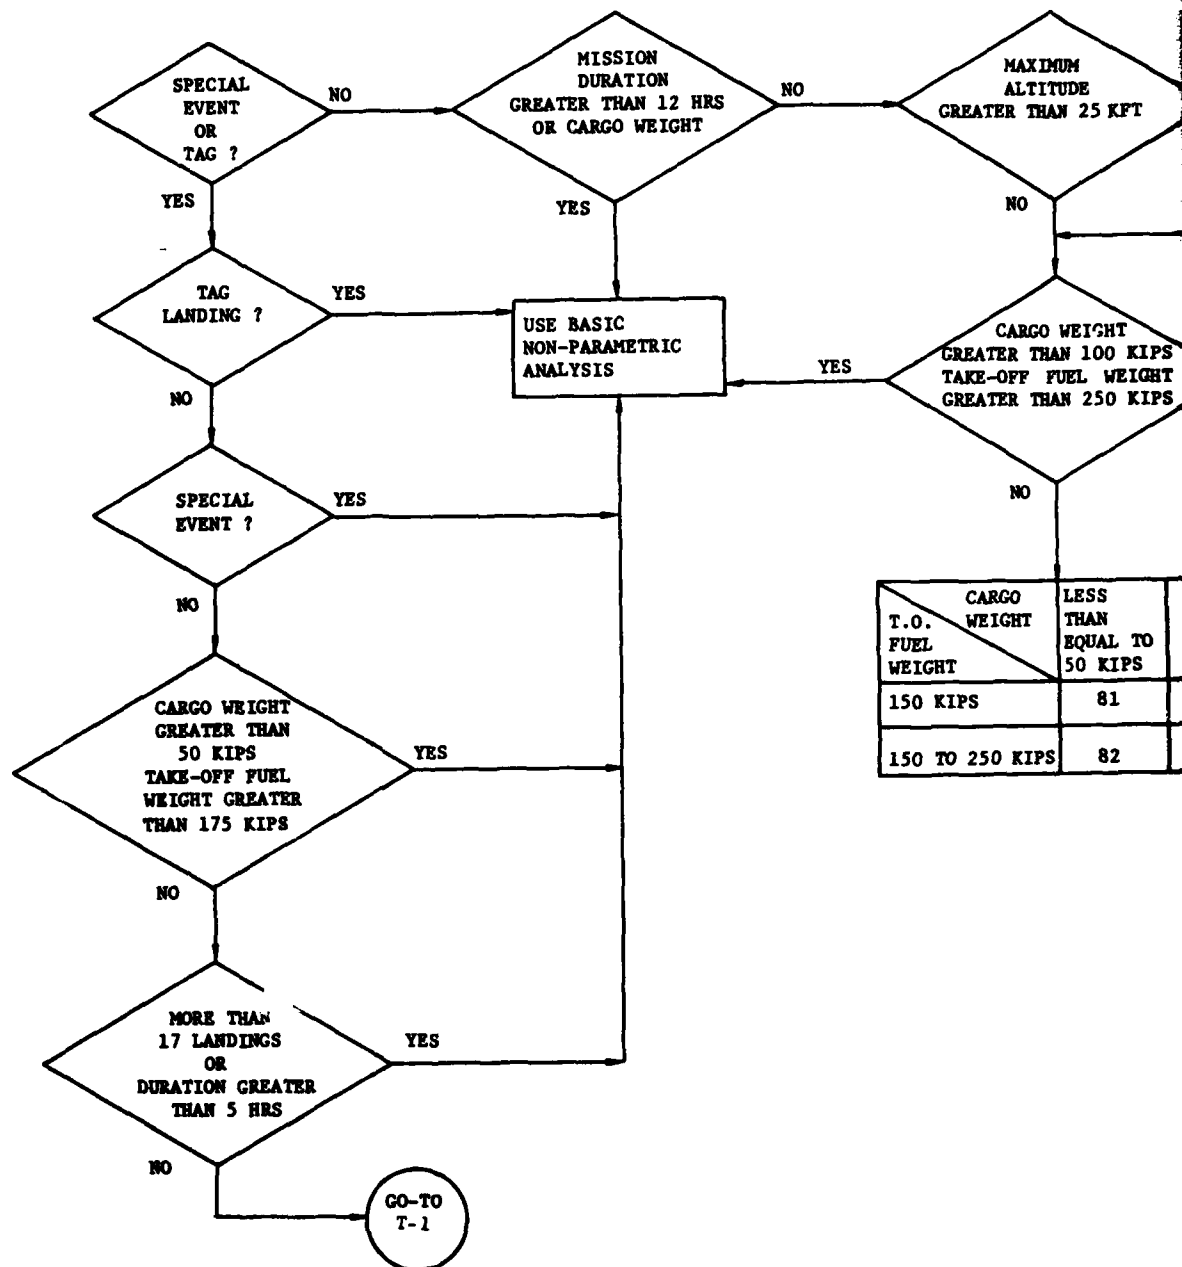 SPECIAL
EVENT
OR
TAG ?
NO
YES
MISSION
DURATION
GREATER THAN 12 HRS
OR CARGO WEIGHT
NO
YES
MAXIMUM
ALTITUDE
GREATER THAN 25 KFT
NO
TAG
LANDING ?
YES
NO
USE BASIC
NON-PARAMETRIC
ANALYSIS
CARGO WEIGHT
GREATER THAN 100 KIPS
TAKE-OFF FUEL WEIGHT
GREATER THAN 250 KIPS
YES
NO
SPECIAL
EVENT ?
YES
NO
CARGO WEIGHT
T.O. FUEL WEIGHT
LESS
THAN
EQUAL TO
50 KIPS
150 KIPS 81
150 TO 250 KIPS 82
CARGO WEIGHT
GREATER THAN
50 KIPS
TAKE-OFF FUEL
WEIGHT GREATER
THAN 175 KIPS
YES
NO
MORE THAN
17 LANDINGS
OR
DURATION GREATER
THAN 5 HRS
YES
NO
GO-TO
T-1